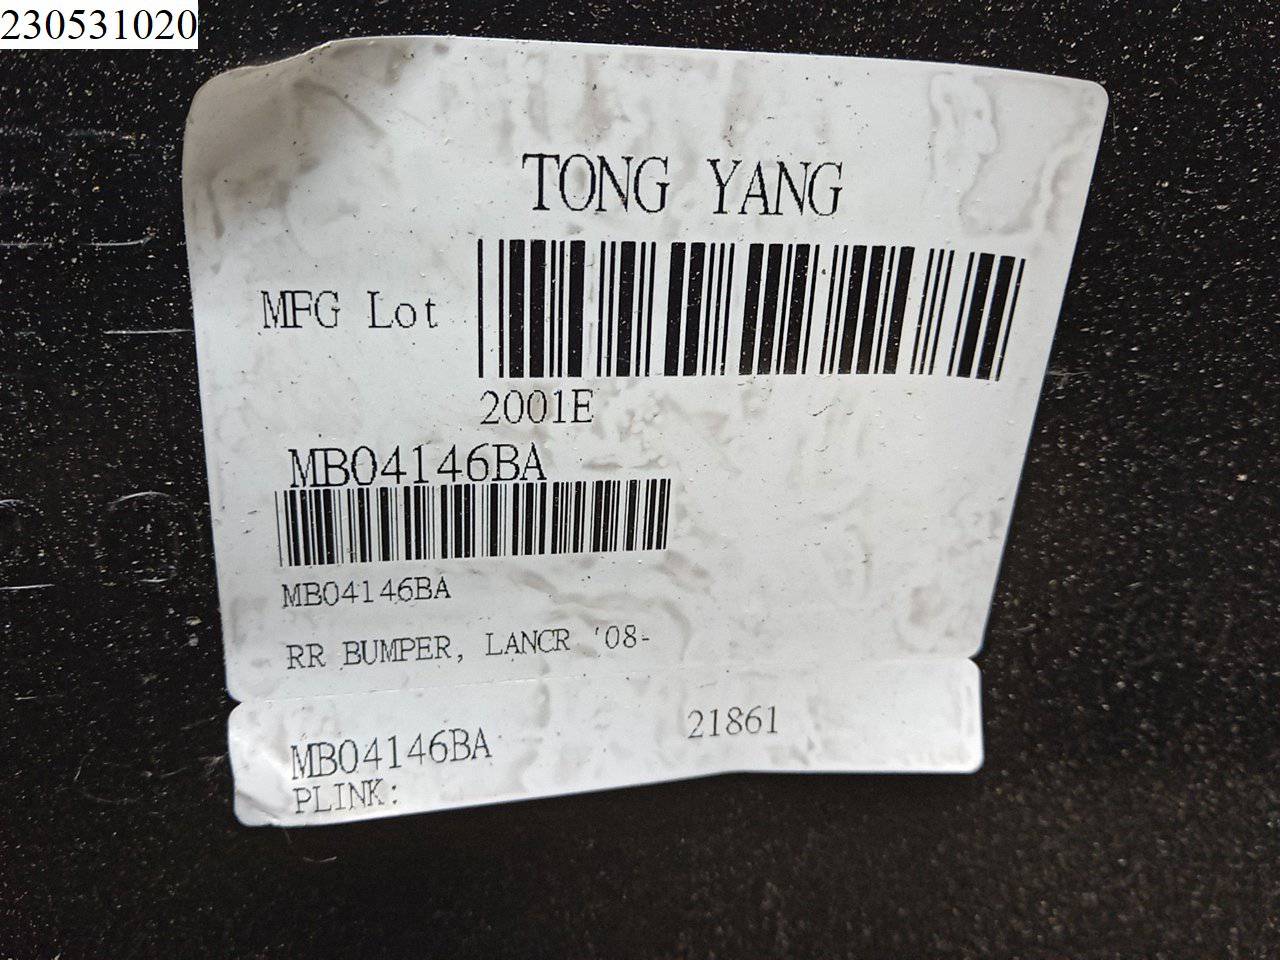 230531020
TONG YANG
MFG Lot
2001E
MB04146BA
MB04146BA
RR BUMPER, LANCR '08-
MB04146BA 21861
PLINK: